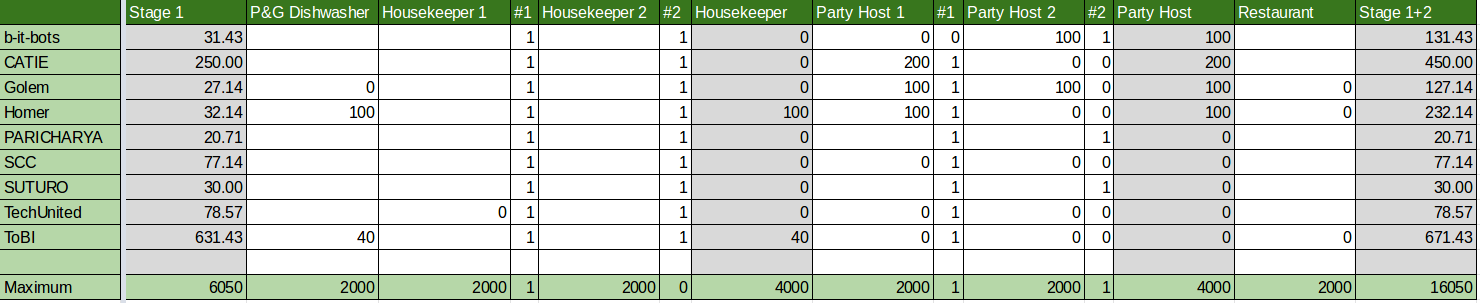 Stage 1 P&G Dishwasher Housekeeper 1 #1 Housekeeper 2 #2 Housekeeper Party Host 1 #1 Party Host 2 #2 Party Host Restaurant Stage 1+2
b-it-bots 31.43 1 1 0 0 0 100 1 100 131.43
CATIE 250.00 1 1 0 200 1 0 0 200 450.00
Golem 27.14 0 1 1 0 100 1 100 0 100 0 127.14
Homer 32.14 100 1 1 100 100 1 0 0 100 0 232.14
PARICHARYA 20.71 1 1 0 1 1 0 20.71
SCC 77.14 1 1 0 0 1 0 0 0 77.14
SUTURO 30.00 1 1 0 1 1 0 30.00
TechUnited 78.57 0 1 1 0 0 1 0 0 0 78.57
ToBI 631.43 40 1 1 40 0 1 0 0 0 0 671.43
Maximum 6050 2000 2000 1 2000 0 4000 2000 1 2000 1 4000 2000 16050